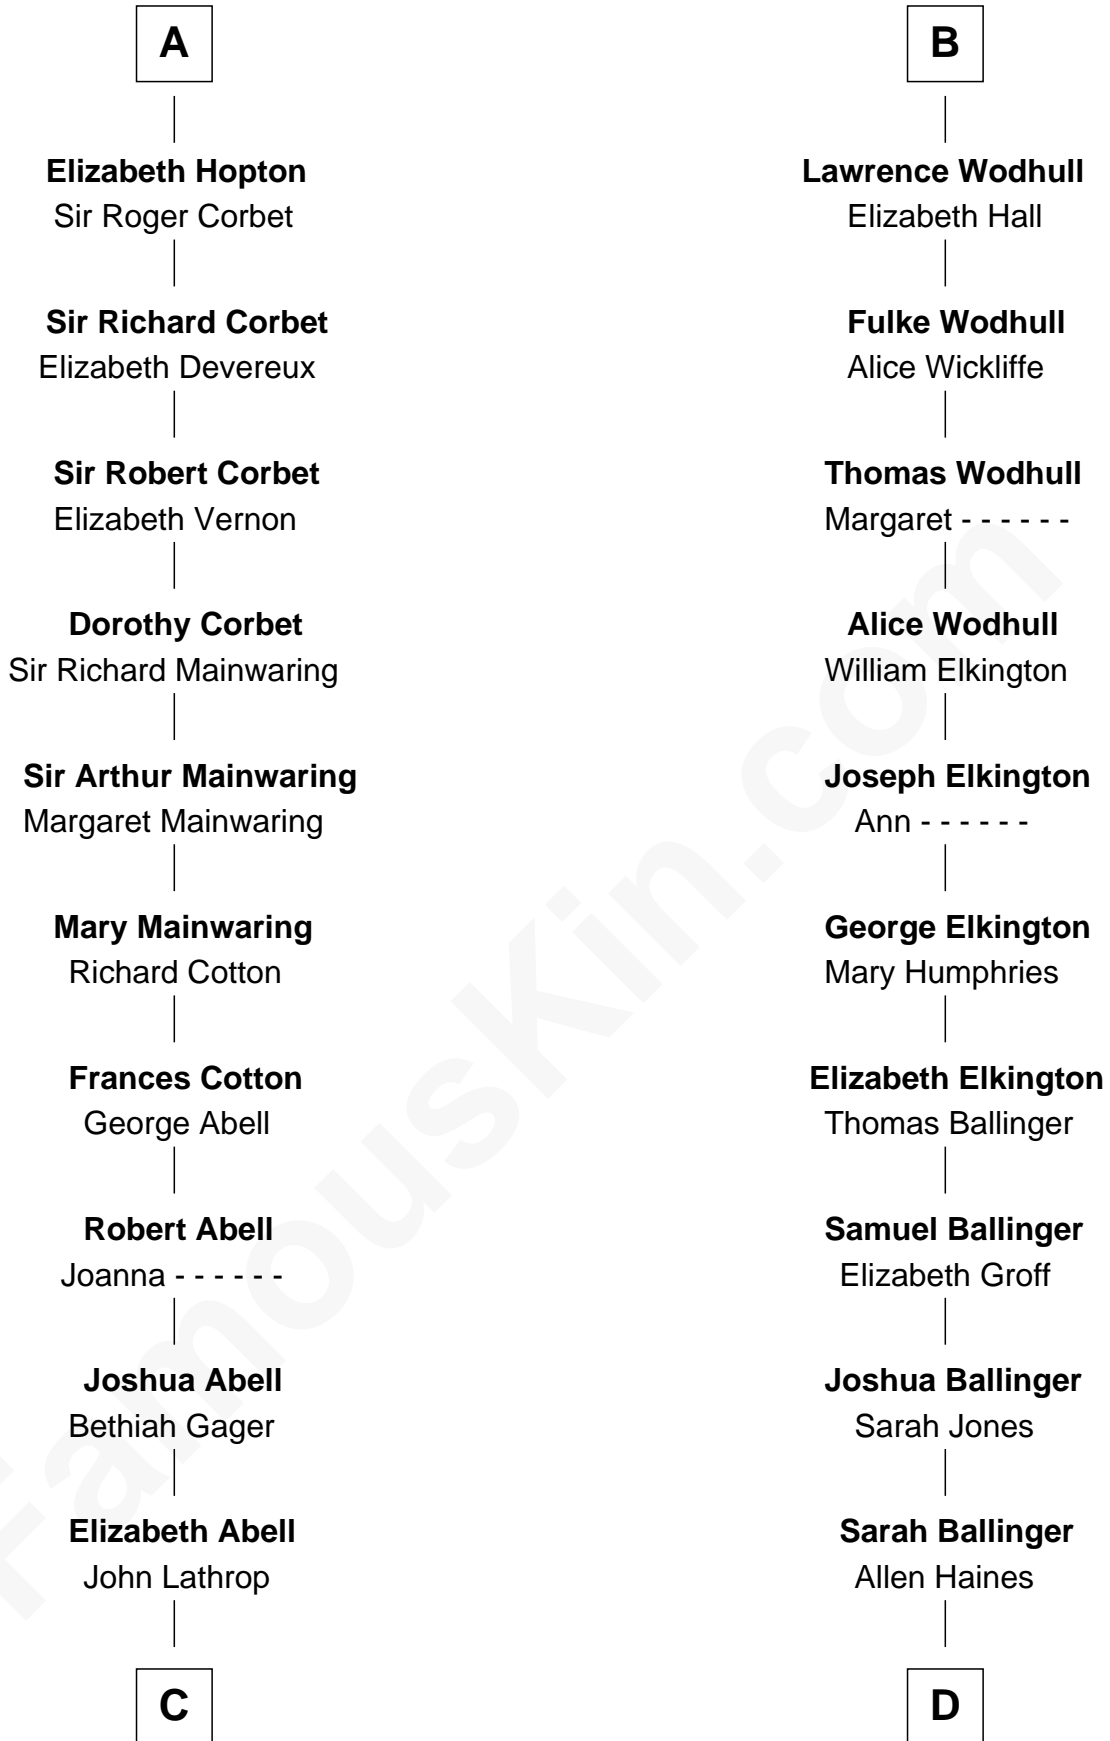 A
Elizabeth Hopton
Sir Roger Corbet
Sir Richard Corbet
Elizabeth Devereux
Sir Robert Corbet
Elizabeth Vernon
Dorothy Corbet
Sir Richard Mainwaring
Sir Arthur Mainwaring
Margaret Mainwaring
Mary Mainwaring
Richard Cotton
Frances Cotton
George Abell
Robert Abell
Joanna - - - - - -
Joshua Abell
Bethiah Gager
Elizabeth Abell
John Lathrop
C
B
Lawrence Wodhull
Elizabeth Hall
Fulke Wodhull
Alice Wickliffe
Thomas Wodhull
Margaret - - - - - -
Alice Wodhull
William Elkington
Joseph Elkington
Ann - - - - - -
George Elkington
Mary Humphries
Elizabeth Elkington
Thomas Ballinger
Samuel Ballinger
Elizabeth Groff
Joshua Ballinger
Sarah Jones
Sarah Ballinger
Allen Haines
D
FamousKin.com